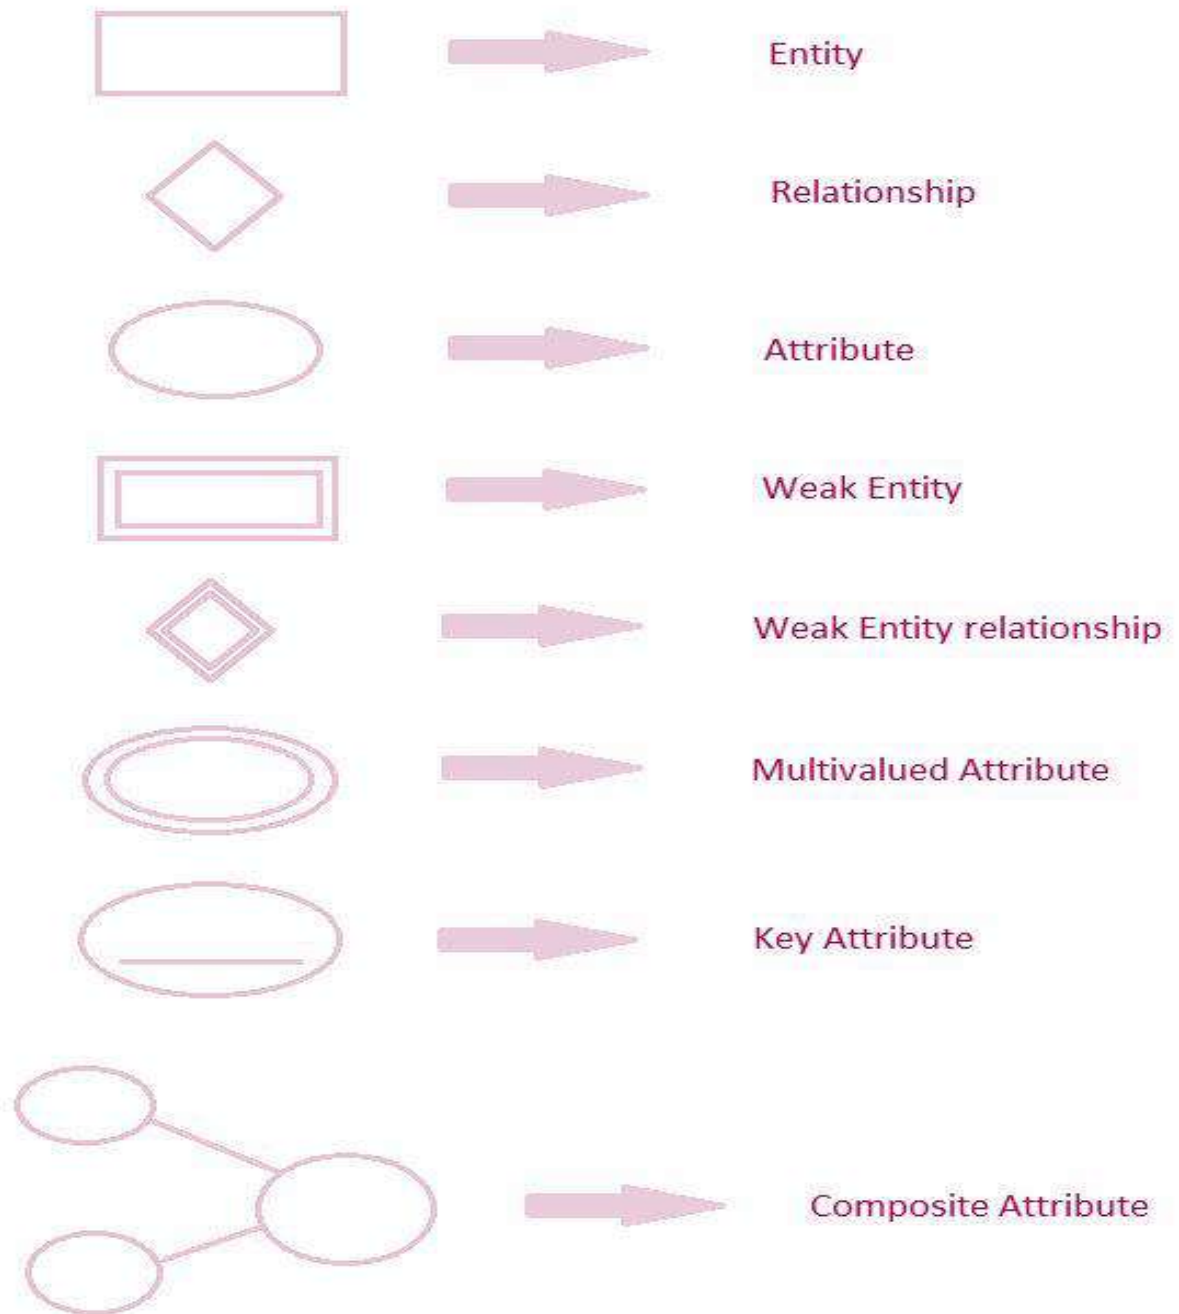 Entity
Relationship
Attribute
Weak Entity
Weak Entity relationship
Multivalued Attribute
Key Attribute
Composite Attribute